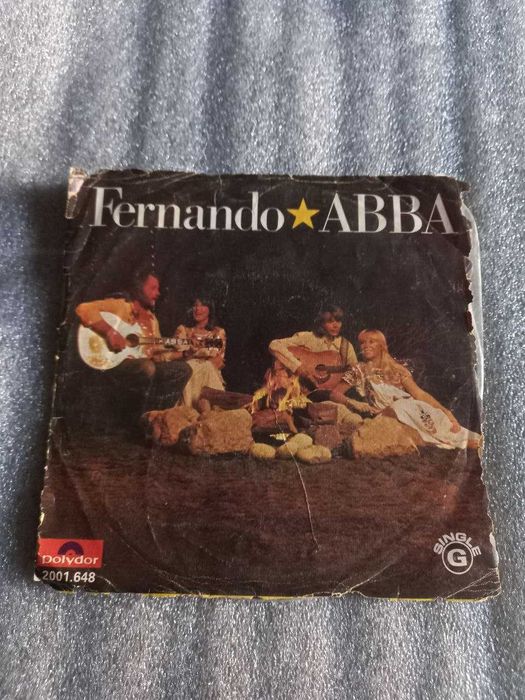 Fernando★ABBA
ABBA
polydor
2001.648
SINGLE
G